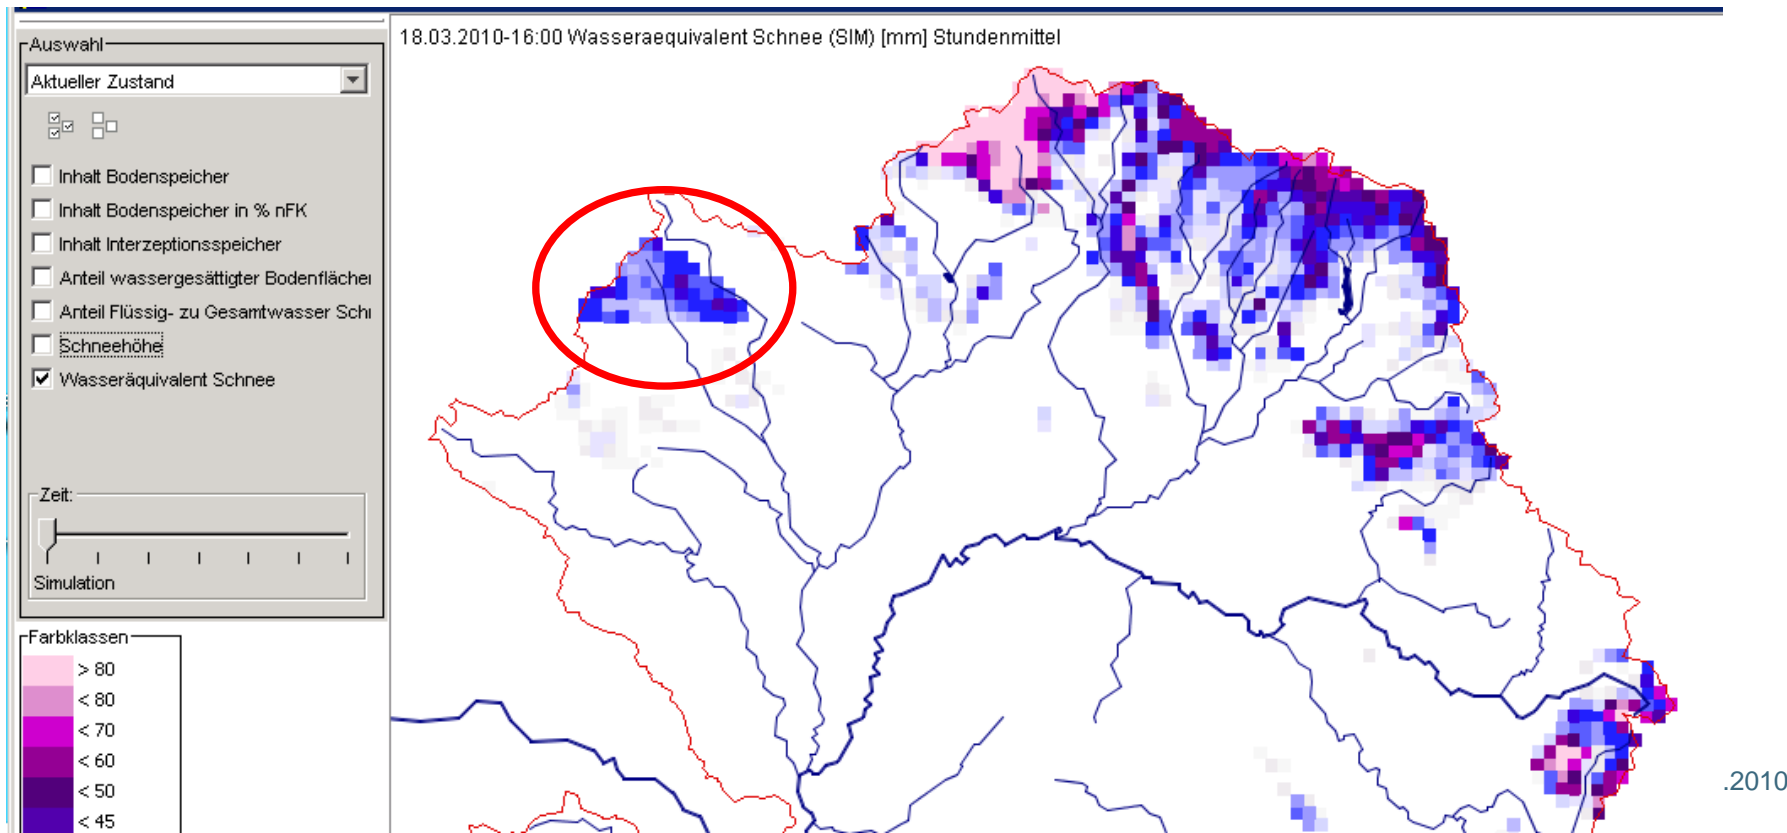 18.03.2010-16:00 Wasseraequivalent Schnee (SIM) [mm] Stundenmittel
Auswahl
Aktueller Zustand
Inhalt Bodenspeicher
Inhalt Bodenspeicher in % nFK
Inhalt Interzeptionsspeicher
Anteil wassergesättigter Bodenflächer
Anteil Flüssig- zu Gesamtwasser Schr
Schneehöhe
Wasseräquivalent Schnee
Zeit:
Simulation
Farbklassen
> 80
< 80
< 70
< 60
< 50
< 45
.2010